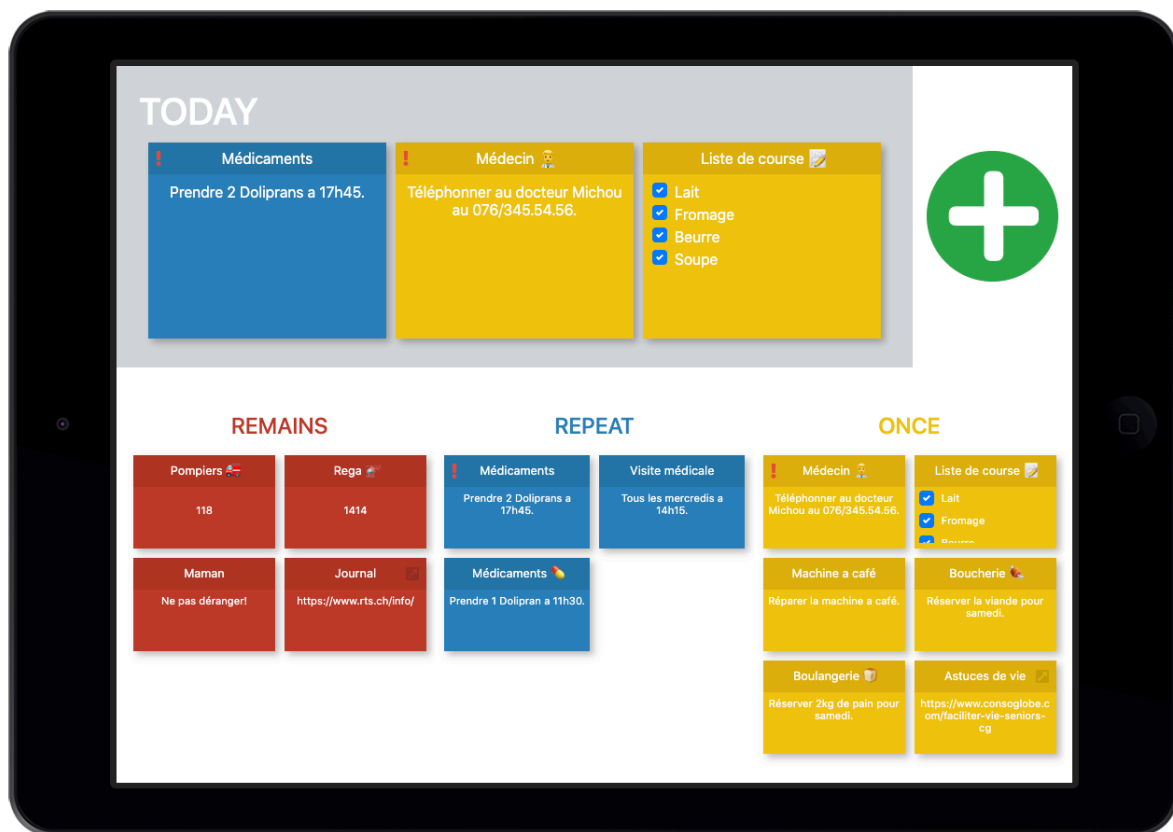 TODAY
❗ Médicaments
Prendre 2 Doliprans a 17h45.
❗ Médecin 👨‍⚕️
Téléphonner au docteur Michou
au 076/345.54.56.
Liste de course 📝
Lait
Fromage
Beurre
Soupe
REMAINS
Pompiers 🚒
118
Rega 🚁
1414
Maman
Ne pas déranger!
Journal
https://www.rts.ch/info/
REPEAT
❗ Médicaments
Prendre 2 Doliprans a
17h45.
Visite médicale
Tous les mercredis a
14h15.
Médicaments 💊
Prendre 1 Dolipran a 11h30.
ONCE
❗ Médecin 👨‍⚕️
Téléphonner au docteur
Michou au 076/345.54.56.
Liste de course 📝
Lait
Fromage
Beurre
Machine a café
Réparer la machine a café.
Boucherie 🍖
Réserver la viande pour
samedi.
Boulangerie 🍞
Réserver 2kg de pain pour
samedi.
Astuces de vie
https://www.consoglobe.c
om/faciliter-vie-seniors-
cg